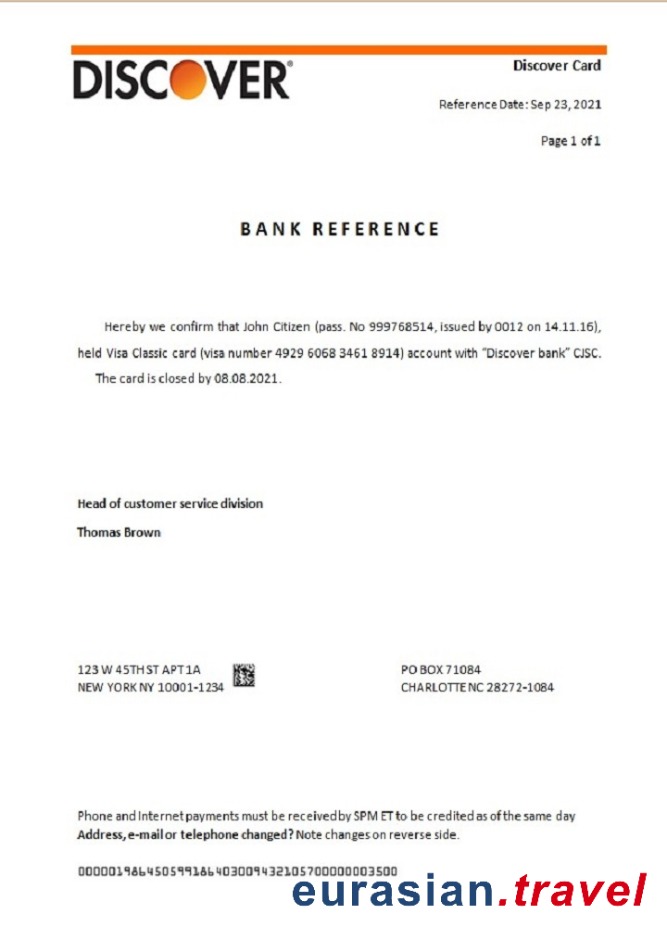 DISCOVER®
Discover Card
Reference Date: Sep 23, 2021
Page 1 of 1
BANK REFERENCE
Hereby we confirm that John Citizen (pass. No 999768514, issued by 0012 on 14.11.16),
held Visa Classic card (visa number 4929 6068 3461 8914) account with "Discover bank" CJSC.
The card is closed by 08.08.2021.
Head of customer service division
Thomas Brown
123 W 45TH ST APT 1A
NEW YORK NY 10001-1234
PO BOX 71084
CHARLOTTE NC 28272-1084
Phone and Internet payments must be received by 5PM ET to be credited as of the same day
Address, e-mail or telephone changed? Note changes on reverse side.
000001986450599186403009432105700000003500
eurasian.travel